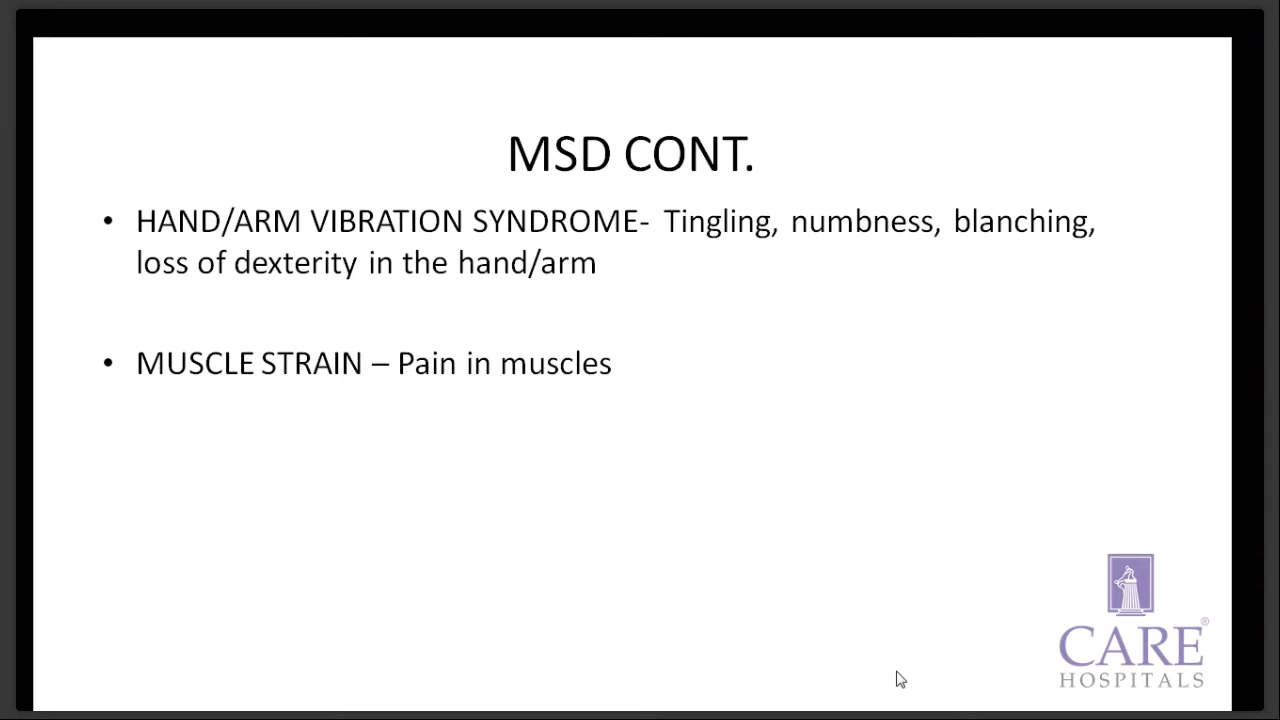 MSD CONT.
• HAND/ARM VIBRATION SYNDROME- Tingling, numbness, blanching,
loss of dexterity in the hand/arm
• MUSCLE STRAIN – Pain in muscles
CARE®
HOSPITALS